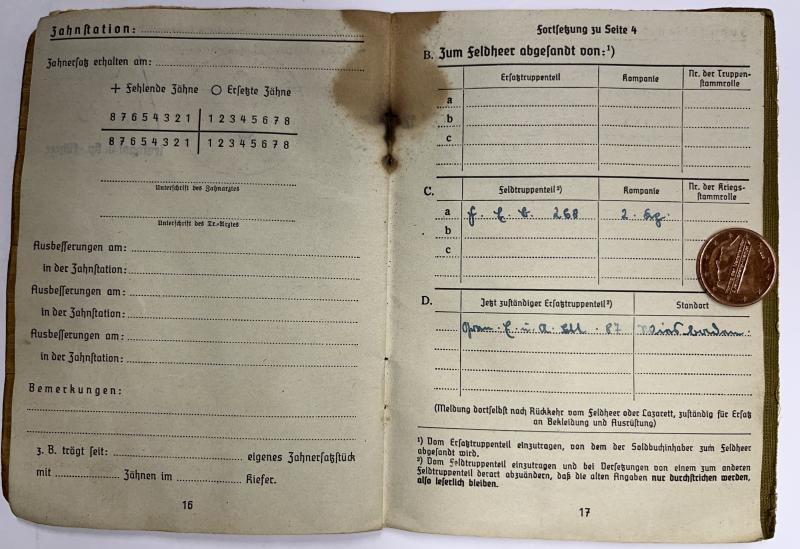 Zahnstation:
Zahnersatz erhalten am:
+ Fehlende Zähne ○ Ersetzte Zähne
8 7 6 5 4 3 2 1 | 1 2 3 4 5 6 7 8
8 7 6 5 4 3 2 1 | 1 2 3 4 5 6 7 8
Unterschrift des Zahnarztes
Unterschrift des Tr.-Arztes
Ausbesserungen am:
in der Zahnstation:
Ausbesserungen am:
in der Zahnstation:
Ausbesserungen am:
in der Zahnstation:
Bemerkungen:
z. B. trägt seit: eigenes Zahnersatzstück
mit Zähnen im Kiefer.
16
Fortsetzung zu Seite 4
B. Zum Feldheer abgesandt von:¹)
Ersatztruppenteil Kompanie Nr. der Truppen-
stammrolle
a
b
c
C. Feldtruppenteil²) Kompanie Nr. der Kriegs-
stammrolle
a 268 2.
b
c
D. Jetzt zuständiger Ersatztruppenteil²) Standort
Gren. E. u. A. 87 Wiesbaden
(Meldung dortselbst nach Rückkehr vom Feldheer oder Lazarett, zuständig für Ersatz
an Bekleidung und Ausrüstung)
¹) Vom Ersatztruppenteil einzutragen, von dem der Soldbuchinhaber zum Feldheer
abgesandt wird.
²) Vom Feldtruppenteil einzutragen und bei Versetzungen von einem zum anderen
Feldtruppenteil derart abzuändern, daß die alten Angaben nur durchstrichen werden,
also leserlich bleiben.
17